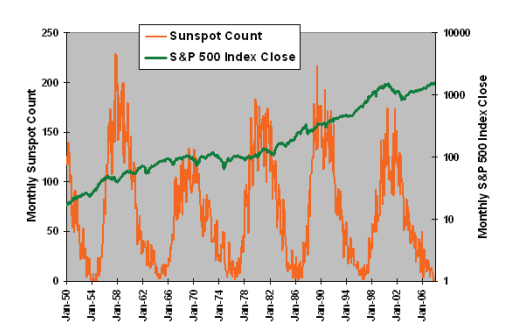 Sunspot Count
S&P 500 Index Close
250
200
150
100
50
0
10000
1000
100
10
1
Monthly Sunspot Count
Monthly S&P 500 Index Close
Jan-50
Jan-54
Jan-58
Jan-62
Jan-66
Jan-70
Jan-74
Jan-78
Jan-82
Jan-86
Jan-90
Jan-94
Jan-98
Jan-02
Jan-06